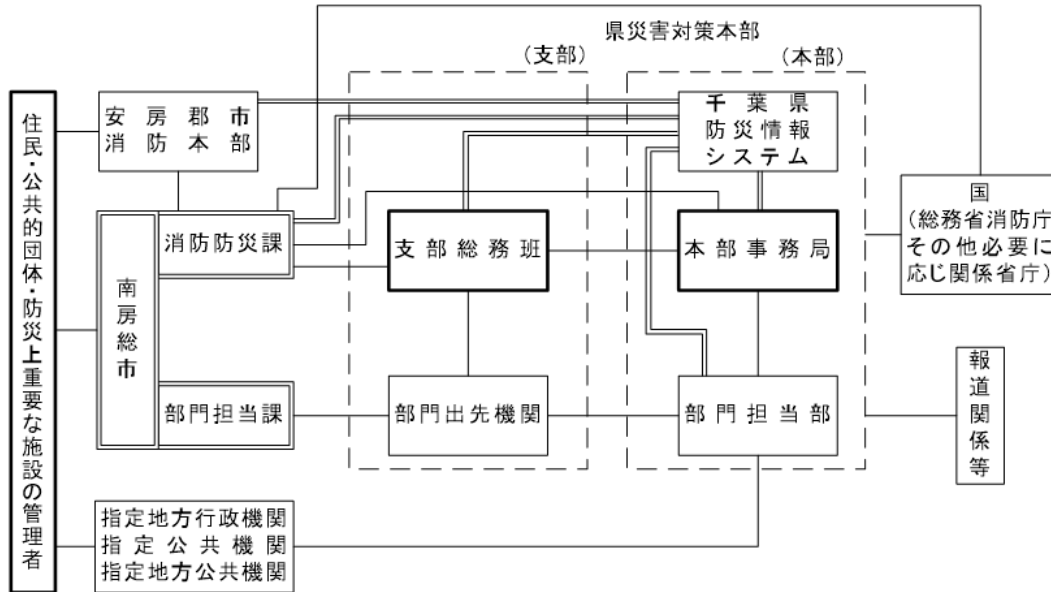 県災害対策本部
(支部)
(本部)
住民・公共的団体・防災上重要な施設の管理者
安房郡市
消防本部
千葉県
防災情報
システム
国
(総務省消防庁
その他必要に
応じ関係省庁)
南房総市
消防防災課
支部総務班
本部事務局
部門担当課
部門出先機関
部門担当部
報道関係等
指定地方行政機関
指定公共機関
指定地方公共機関